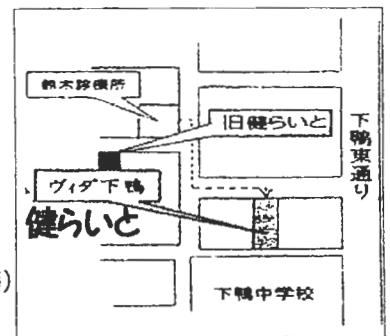 鈴木診療所
旧健らいと
下鴨東通り
ヴィダ下鴨
健らいと
下鴨中学校